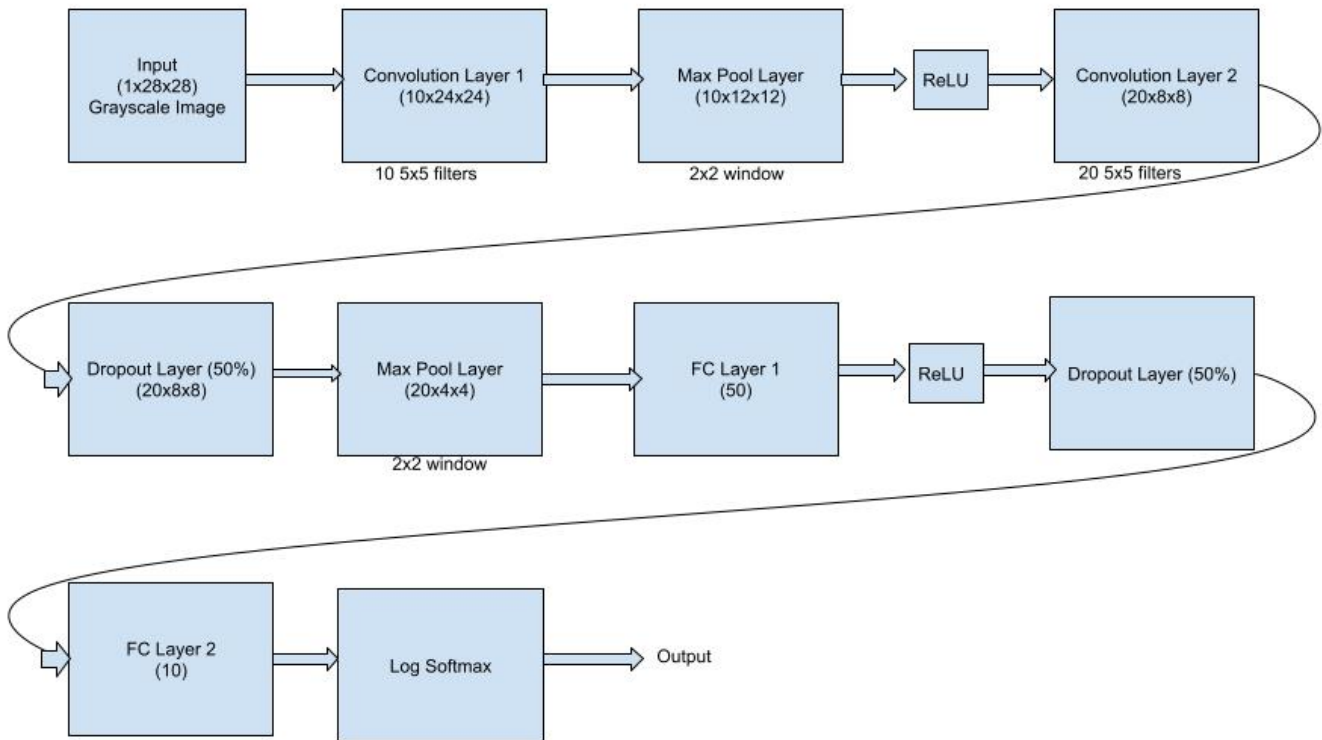 Input
(1x28x28)
Grayscale Image
Convolution Layer 1
(10x24x24)
10 5x5 filters
Max Pool Layer
(10x12x12)
2x2 window
ReLU
Convolution Layer 2
(20x8x8)
20 5x5 filters
Dropout Layer (50%)
(20x8x8)
Max Pool Layer
(20x4x4)
2x2 window
FC Layer 1
(50)
ReLU
Dropout Layer (50%)
FC Layer 2
(10)
Log Softmax
Output